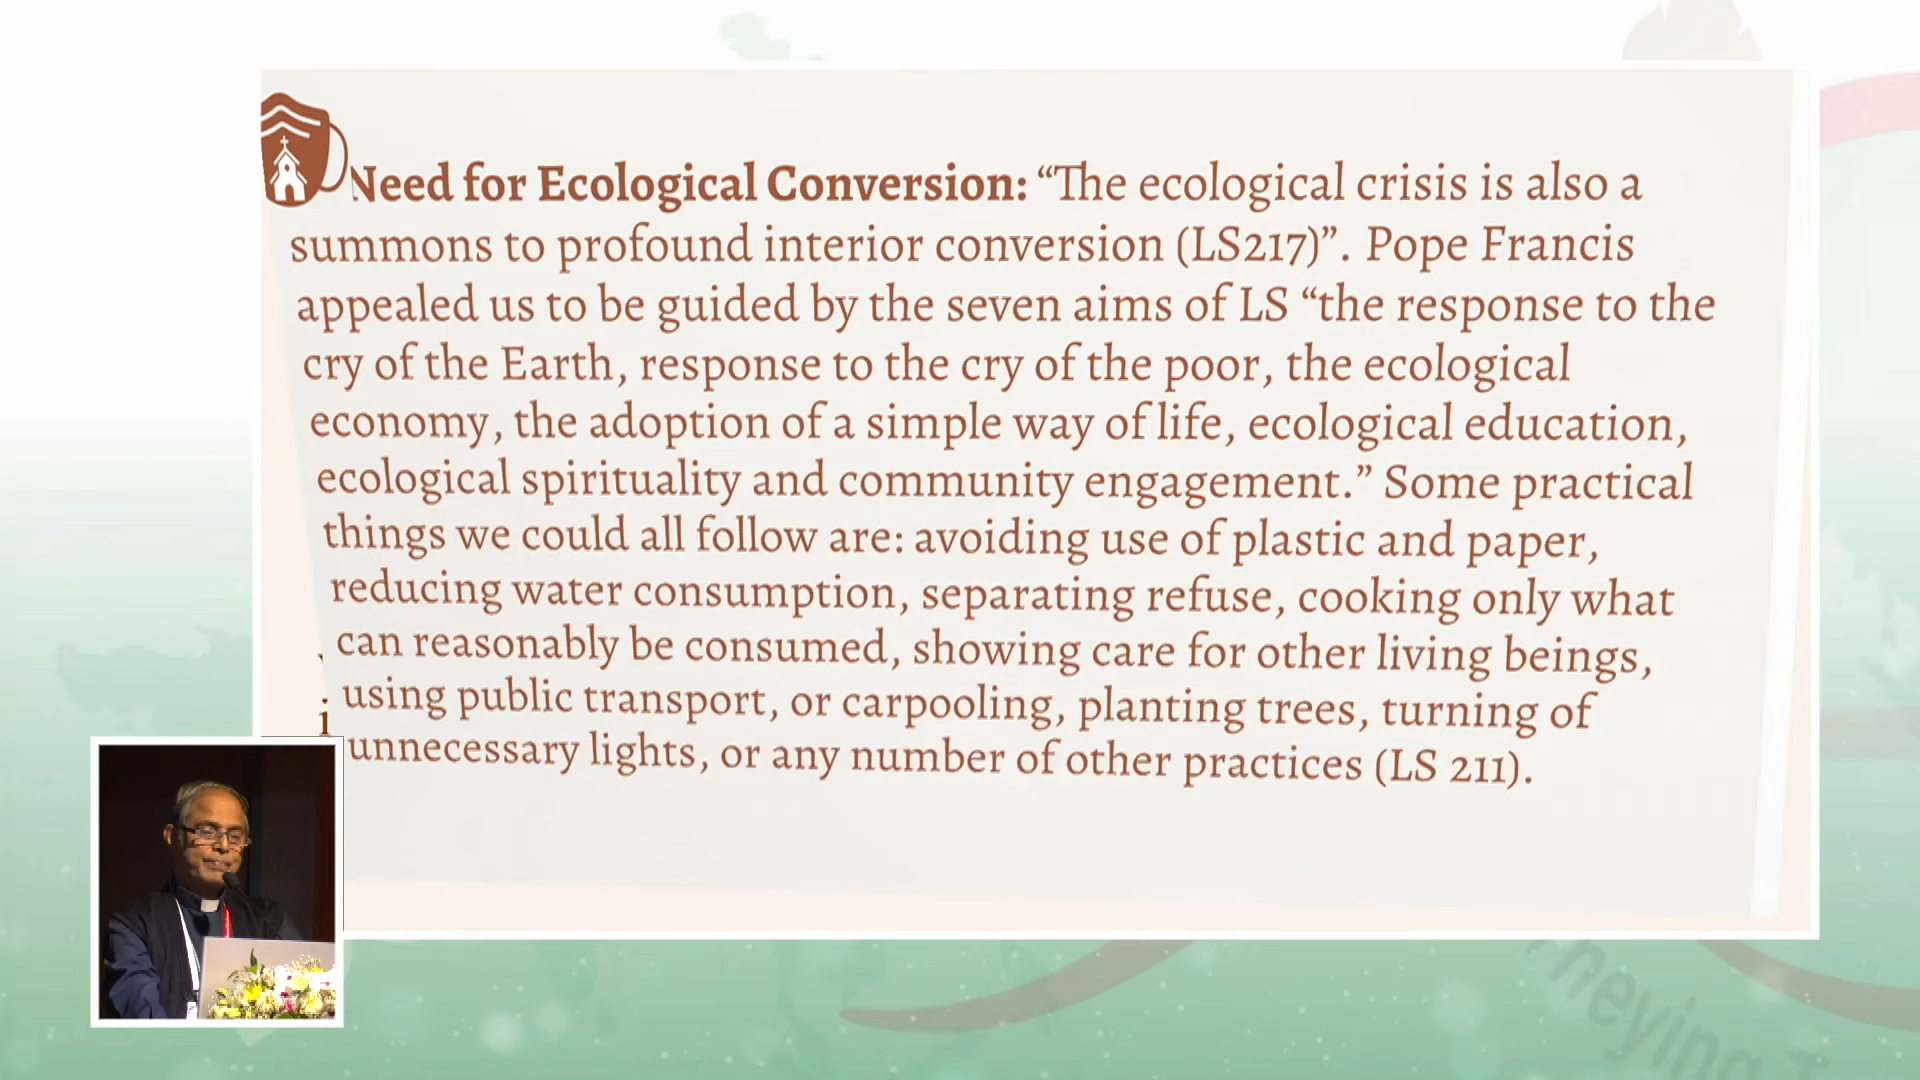 Need for Ecological Conversion: “The ecological crisis is also a
summons to profound interior conversion (LS217)”. Pope Francis
appealed us to be guided by the seven aims of LS “the response to the
cry of the Earth, response to the cry of the poor, the ecological
economy, the adoption of a simple way of life, ecological education,
ecological spirituality and community engagement.” Some practical
things we could all follow are: avoiding use of plastic and paper,
reducing water consumption, separating refuse, cooking only what
can reasonably be consumed, showing care for other living beings,
using public transport, or carpooling, planting trees, turning of
unnecessary lights, or any number of other practices (LS 211).